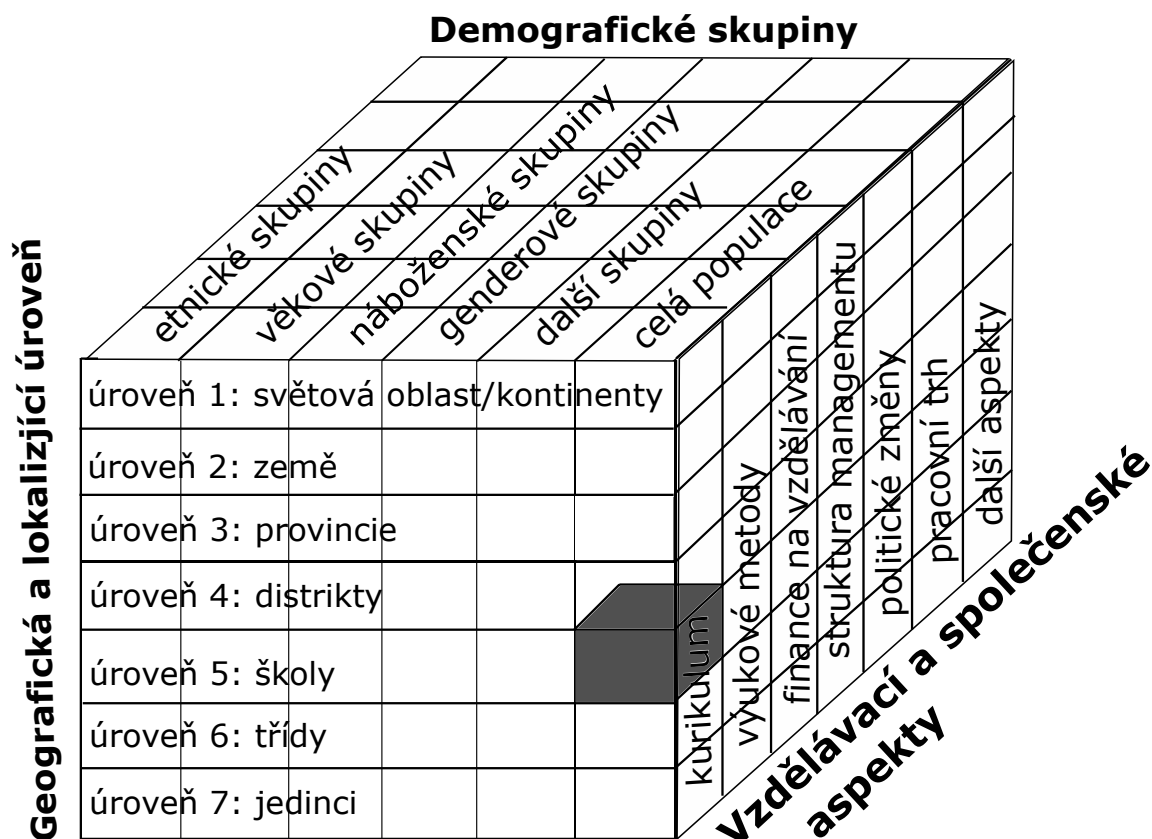 Demografické skupiny
etnické skupiny
věkové skupiny
náboženské skupiny
genderové skupiny
další skupiny
celá populace
Geografická a lokalizjící úroveň
úroveň 1: světová oblast/kontinenty
úroveň 2: země
úroveň 3: provincie
úroveň 4: distrikty
úroveň 5: školy
úroveň 6: třídy
úroveň 7: jedinci
kurikulum
výukové metody
finance na vzdělávání
struktura managementu
politické změny
pracovní trh
další aspekty
Vzdělávací a společenské
aspekty